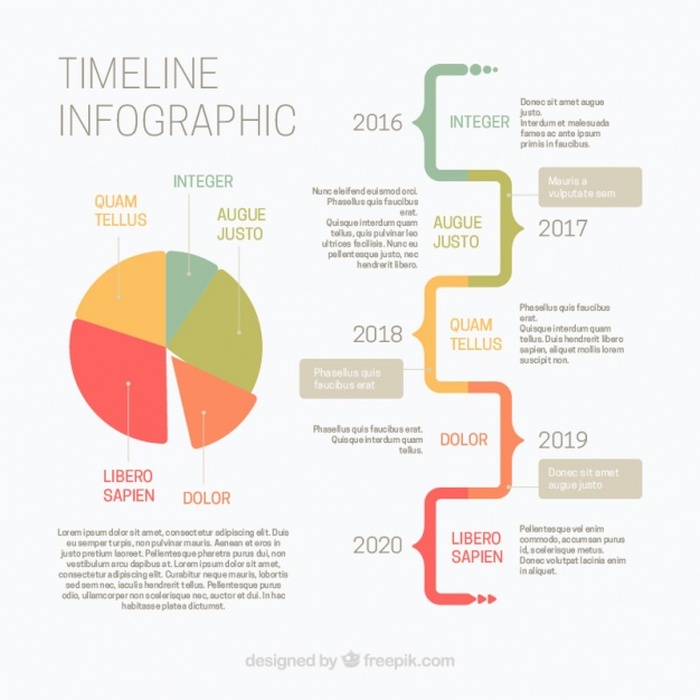 TIMELINE
INFOGRAPHIC
INTEGER
QUAM
TELLUS
AUGUE
JUSTO
LIBERO
SAPIEN
DOLOR
Lorem ipsum dolor sit amet, consectetur adipiscing elit. Duis
eu semper turpis, non pulvinar mauris. Aenean et eros in
justo pretium laoreet. Pellentesque pharetra purus dui, non
vestibulum arcu dapibus at. Lorem ipsum dolor sit amet,
consectetur adipiscing elit. Curabitur neque mauris, lobortis
sed sem nec, iaculis interdum mi. Vivamus purus sapien,
odio, ullamcorper non scelerisque nec, auctor et dui. In hac
habitasse platea dictumst.
2016
INTEGER
Donec sit amet augue
justo.
Interdum et malesuada
fames ac ante ipsum
primis in faucibus.
Mauris a
vulputate sem
Nunc eleifend euismod orci.
Phasellus quis faucibus
erat.
Quisque interdum quam
tellus, quis pulvinar leo
ultrices facilisis. Nunc eu
pellentesque justo, nec
hendrerit libero.
AUGUE
JUSTO
2017
2018
QUAM
TELLUS
Phasellus quis faucibus
erat.
Quisque interdum quam
tellus. Duis hendrerit libero
sapien, aliquet mollis lorem
suscipit non.
Phasellus quis
faucibus erat
Phasellus quis faucibus erat.
Quisque interdum quam
tellus.
DOLOR
2019
Donec sit amet
augue justo
2020
LIBERO
SAPIEN
Pellentesque vel enim
commodo, accumsan purus
id, scelerisque metus.
Donec volutpat lacinia enim
in aliquet.
designed by freepik.com